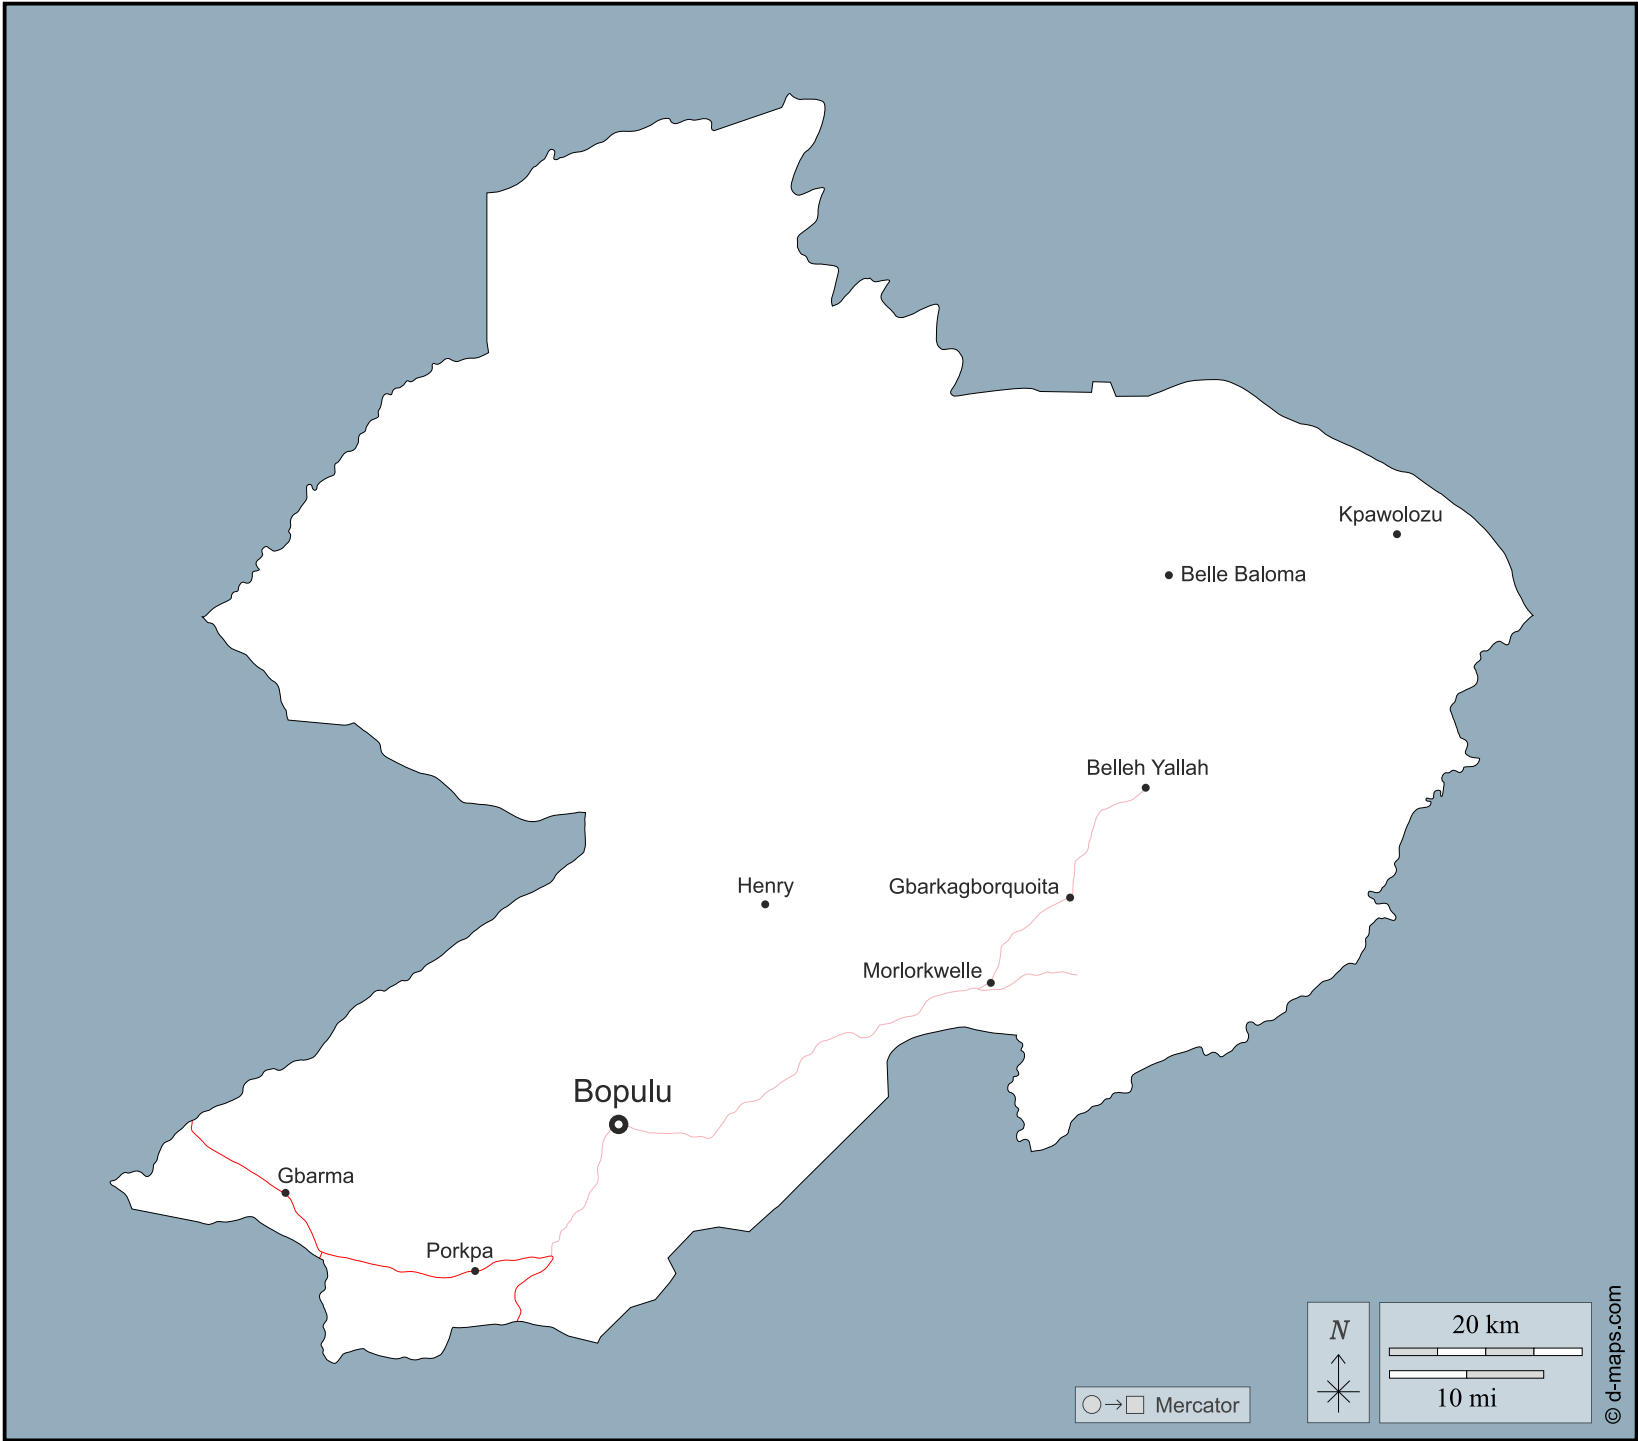 Kpawolozu
Belle Baloma
Belleh Yallah
Henry
Gbarkagborquoita
Morlorkwelle
Bopulu
Gbarma
Porkpa
N
20 km
10 mi
Mercator
© d-maps.com